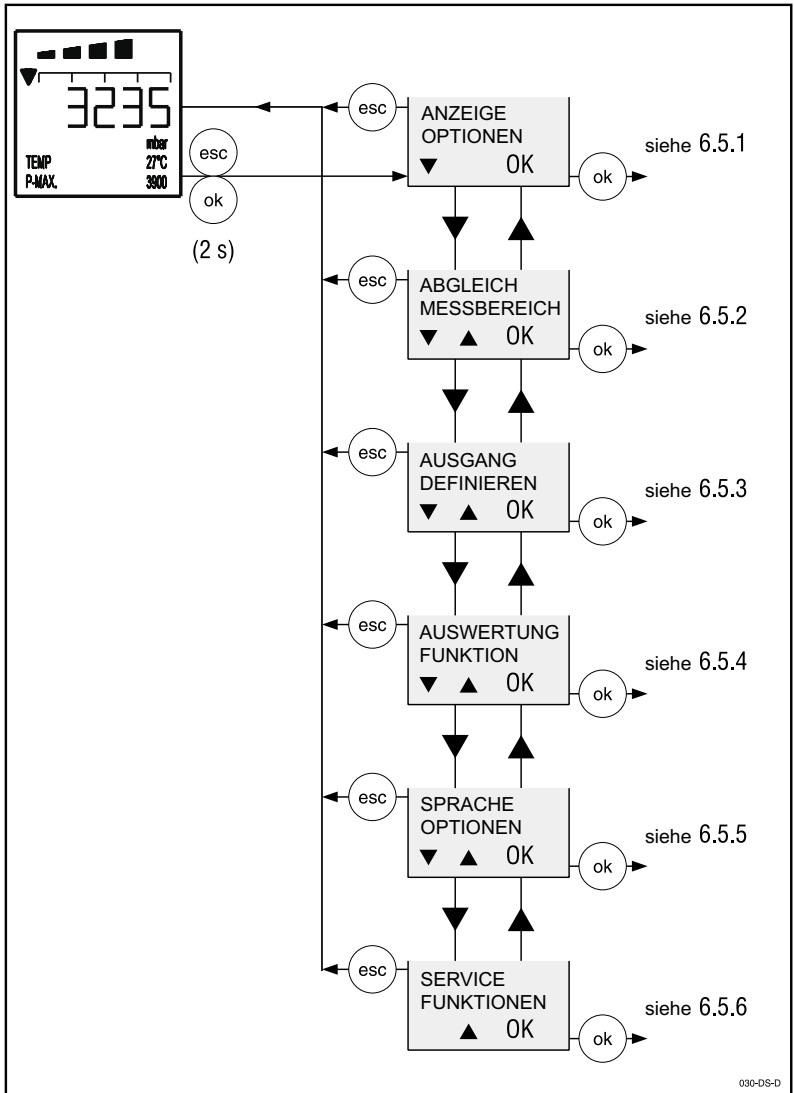 3235
mbar
TEMP 27°C
P-MAX. 3900
esc
ok
(2 s)
esc
ANZEIGE
OPTIONEN
▼ OK
ok
siehe 6.5.1
esc
ABGLEICH
MESSBEREICH
▼ ▲ OK
ok
siehe 6.5.2
esc
AUSGANG
DEFINIEREN
▼ ▲ OK
ok
siehe 6.5.3
esc
AUSWERTUNG
FUNKTION
▼ ▲ OK
ok
siehe 6.5.4
esc
SPRACHE
OPTIONEN
▼ ▲ OK
ok
siehe 6.5.5
esc
SERVICE
FUNKTIONEN
▲ OK
ok
siehe 6.5.6
030-DS-D